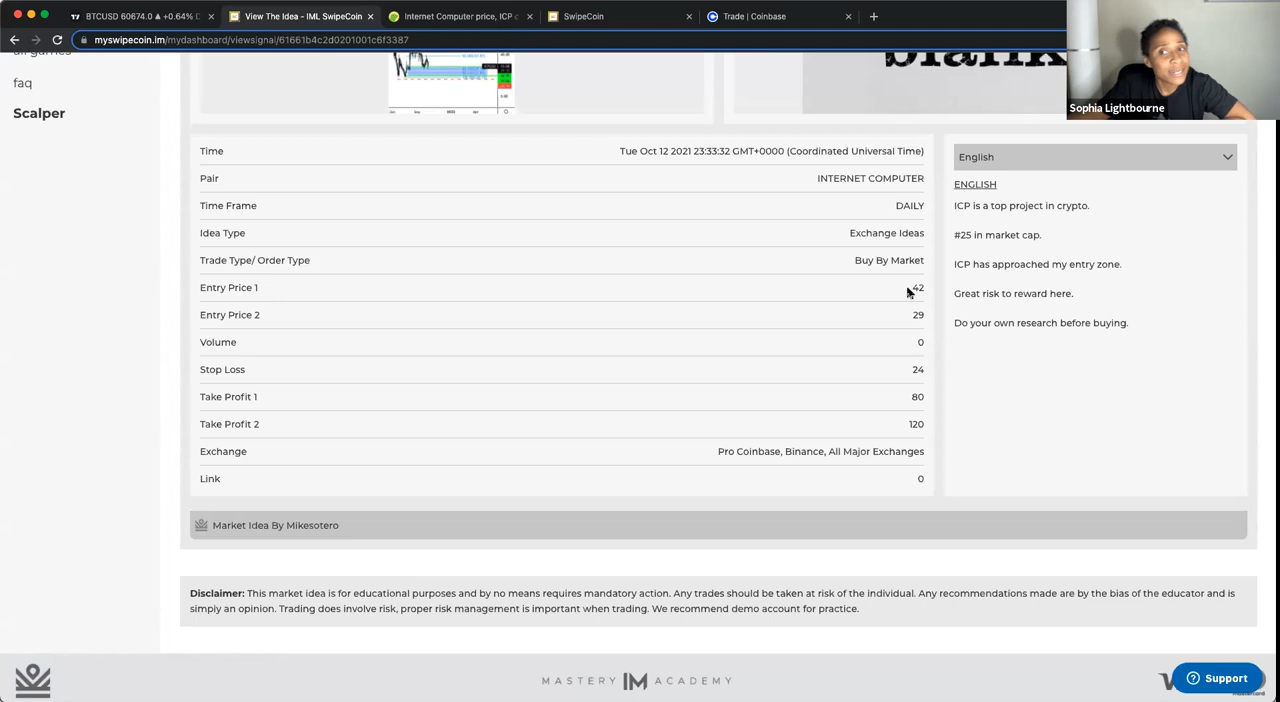 BTCUSD 60674.0 ▲ +0.64%
View The Idea - IML SwipeCoin
Internet Computer price, ICP
SwipeCoin
Trade | Coinbase
myswipecoin.im/mydashboard/viewsignal/61661b4c2d0201001c6f3387
all games
faq
Scalper
blank
Sophia Lightbourne
Time Tue Oct 12 2021 23:33:32 GMT+0000 (Coordinated Universal Time)
Pair INTERNET COMPUTER
Time Frame DAILY
Idea Type Exchange Ideas
Trade Type/ Order Type Buy By Market
Entry Price 1 42
Entry Price 2 29
Volume 0
Stop Loss 24
Take Profit 1 80
Take Profit 2 120
Exchange Pro Coinbase, Binance, All Major Exchanges
Link 0
English
ENGLISH
ICP is a top project in crypto.
#25 in market cap.
ICP has approached my entry zone.
Great risk to reward here.
Do your own research before buying.
Market Idea By Mikesotero
Disclaimer: This market idea is for educational purposes and by no means requires mandatory action. Any trades should be taken at risk of the individual. Any recommendations made are by the bias of the educator and is
simply an opinion. Trading does involve risk, proper risk management is important when trading. We recommend demo account for practice.
MASTERY IM ACADEMY
Support